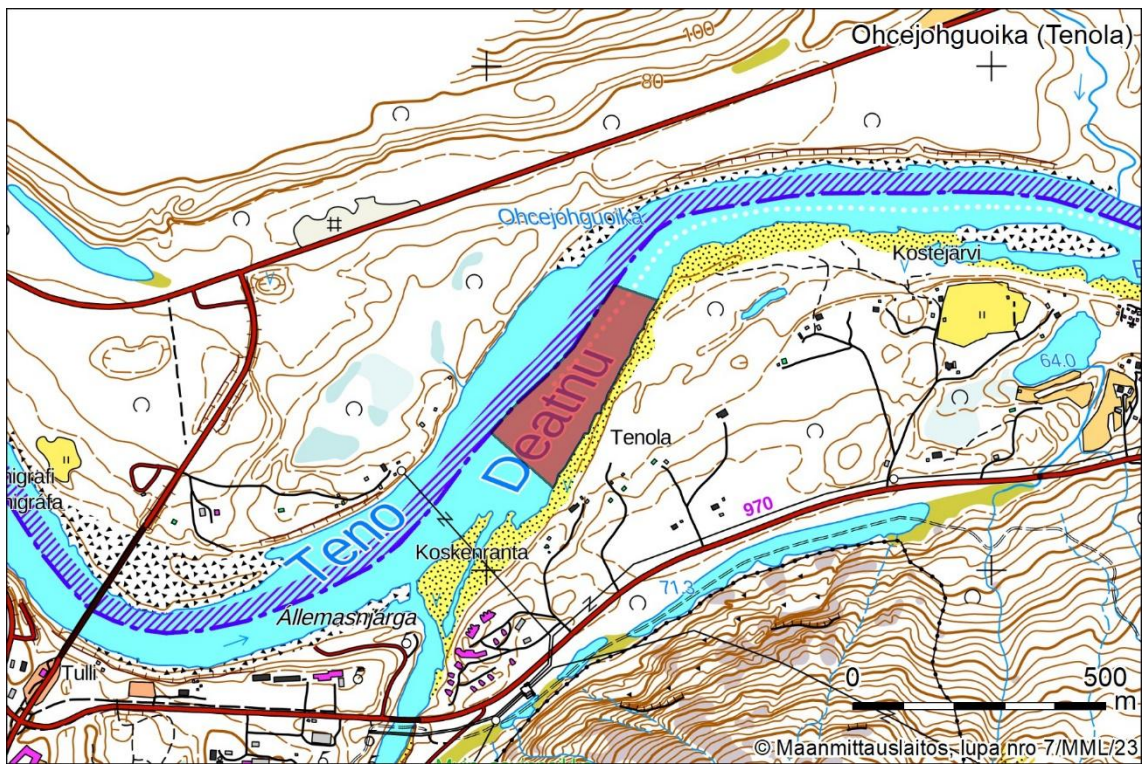 Ohcejohguoika (Tenola)
100
80
Ohcejohguoika
Kostejärvi
64.0
Deatnu
Tenola
970
Teno
Koskenranta
71.3
Állemasnjárga
Tulli
0 500
m
© Maanmittauslaitos, lupa nro 7/MML/23